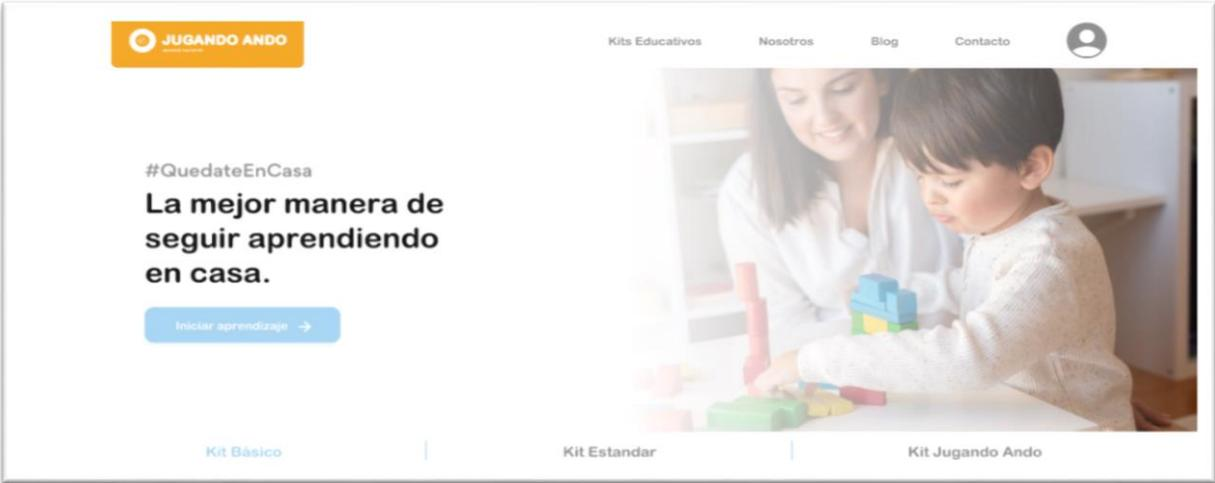 JUGANDO ANDO
Kits Educativos
Nosotros
Blog
Contacto
#QuedateEnCasa
La mejor manera de
seguir aprendiendo
en casa.
Iniciar aprendizaje →
Kit Básico
Kit Estandar
Kit Jugando Ando